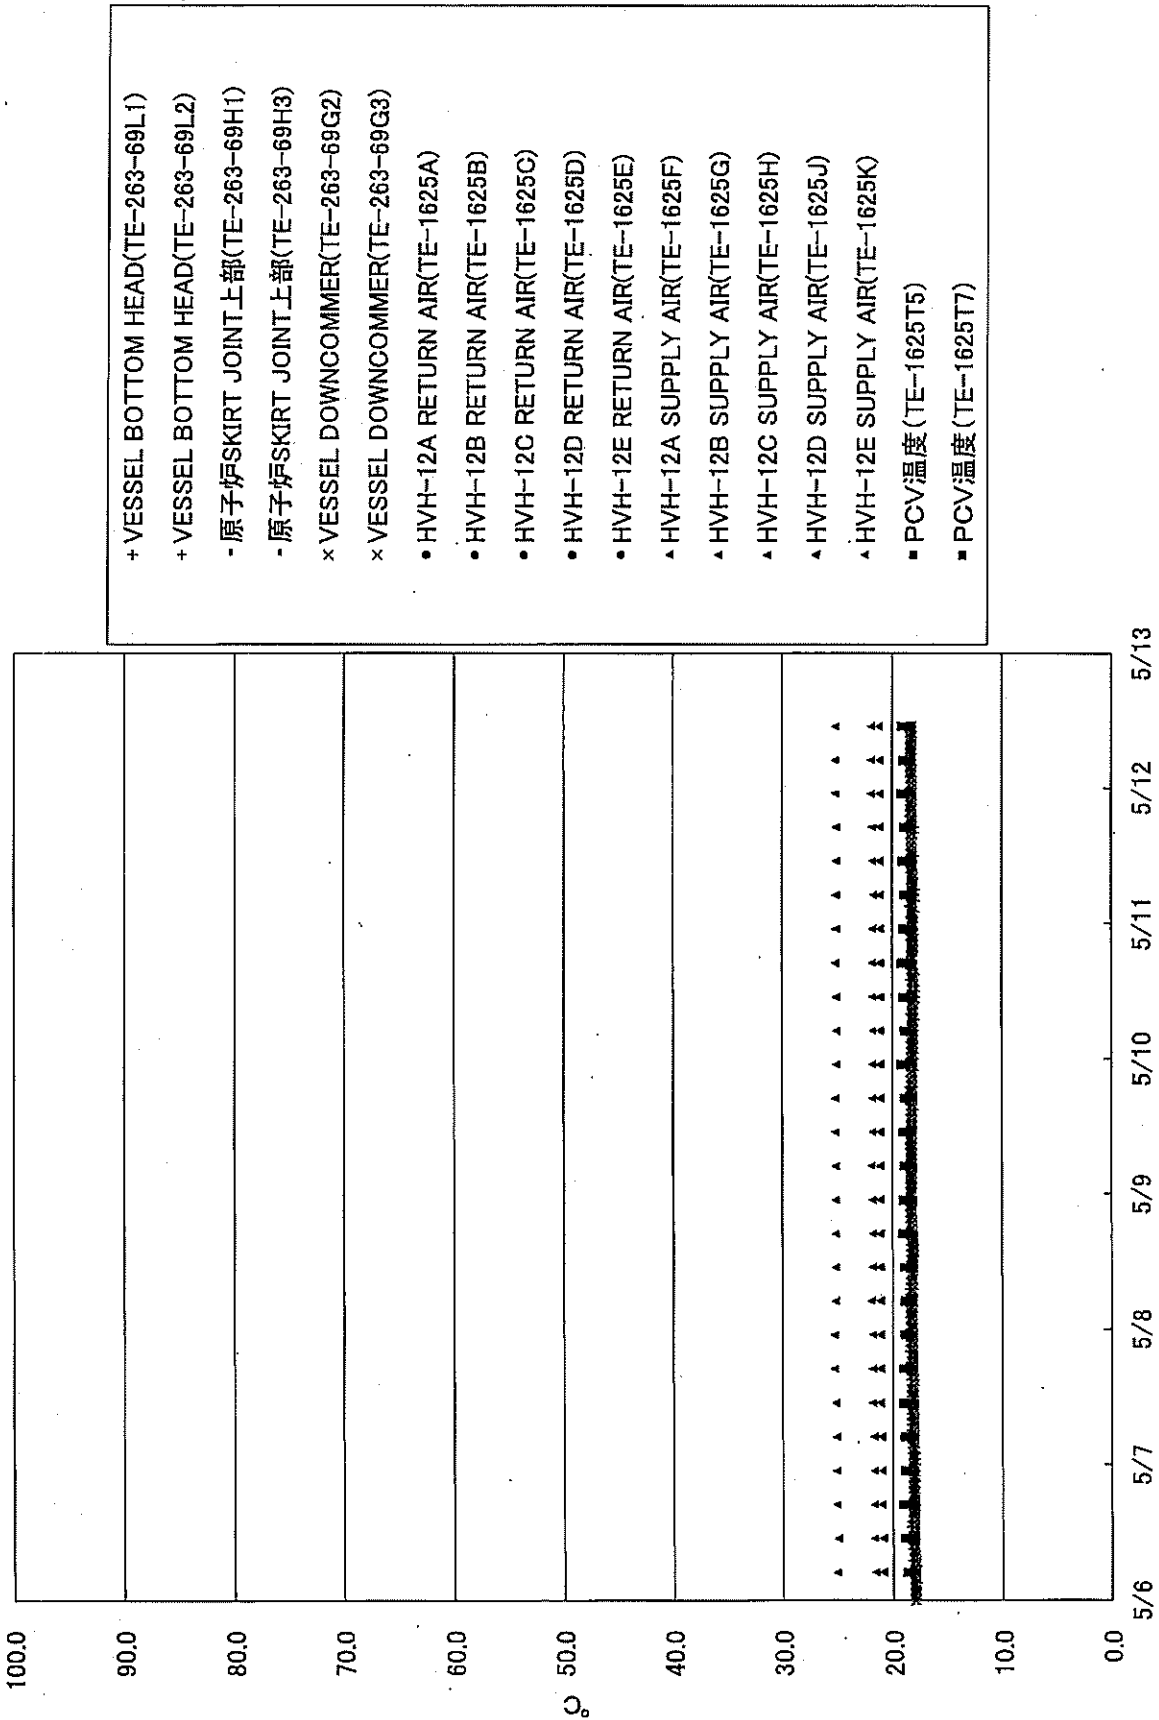 100.0
90.0
80.0
70.0
60.0
50.0
40.0
30.0
20.0
10.0
0.0
℃
5/6
5/7
5/8
5/9
5/10
5/11
5/12
5/13
+ VESSEL BOTTOM HEAD(TE-263-69L1)
+ VESSEL BOTTOM HEAD(TE-263-69L2)
- 原子炉SKIRT JOINT上部(TE-263-69H1)
- 原子炉SKIRT JOINT上部(TE-263-69H3)
× VESSEL DOWNCOMMER(TE-263-69G2)
× VESSEL DOWNCOMMER(TE-263-69G3)
● HVH-12A RETURN AIR(TE-1625A)
● HVH-12B RETURN AIR(TE-1625B)
● HVH-12C RETURN AIR(TE-1625C)
● HVH-12D RETURN AIR(TE-1625D)
● HVH-12E RETURN AIR(TE-1625E)
▲ HVH-12A SUPPLY AIR(TE-1625F)
▲ HVH-12B SUPPLY AIR(TE-1625G)
▲ HVH-12C SUPPLY AIR(TE-1625H)
▲ HVH-12D SUPPLY AIR(TE-1625J)
▲ HVH-12E SUPPLY AIR(TE-1625K)
■ PCV温度(TE-1625T5)
■ PCV温度(TE-1625T7)